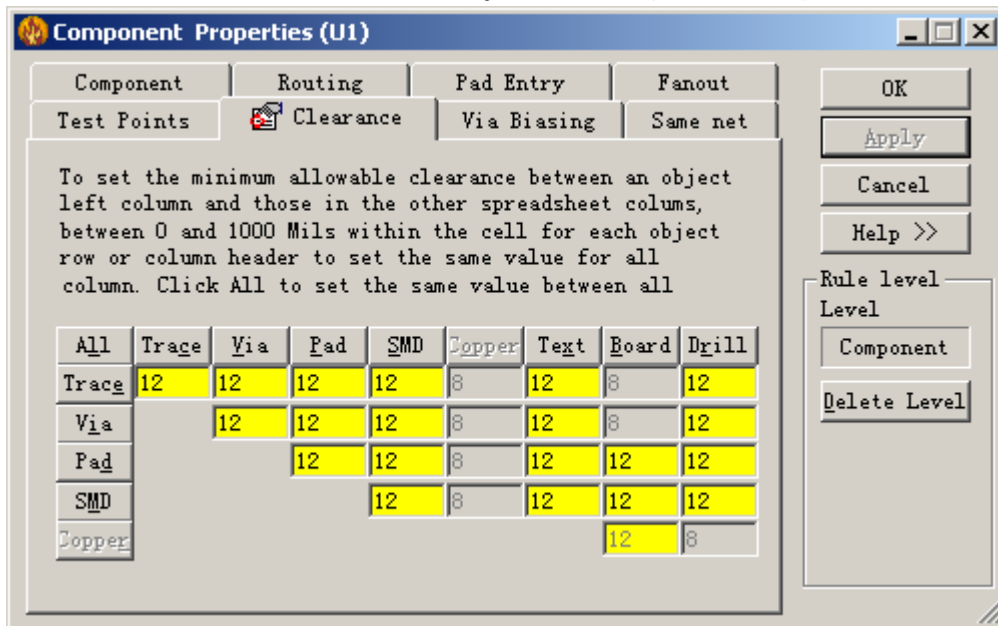 Component Properties (U1)
Component Routing Pad Entry Fanout
Test Points Clearance Via Biasing Same net
To set the minimum allowable clearance between an object
left column and those in the other spreadsheet colums,
between 0 and 1000 Mils within the cell for each object
row or column header to set the same value for all
column. Click All to set the same value between all
All Trace Via Pad SMD Copper Text Board Drill
Trace 12 12 12 12 8 12 8 12
Via 12 12 12 8 12 8 12
Pad 12 12 8 12 12 12
SMD 12 8 12 12 12
Copper 12 8
OK
Apply
Cancel
Help >>
Rule level
Level
Component
Delete Level